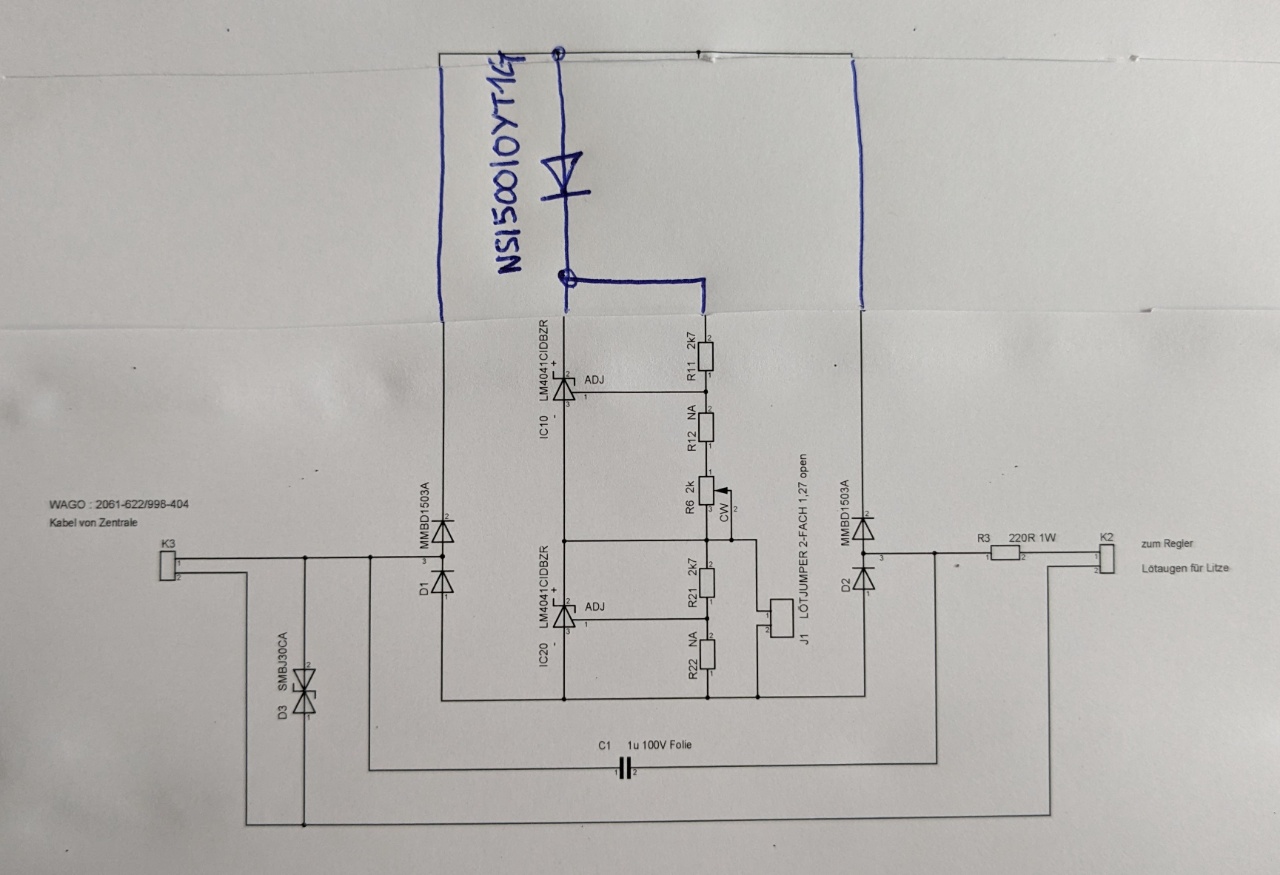 NSI50010YT1G
LM4041CIDBZR
+
2
ADJ
1
3
IC10
-
R11 2k7
2
1
R12 NA
2
1
R6 2k
1
3
CW
2
WAGO : 2061-622/998-404
Kabel von Zentrale
K3
1
2
MMBD1503A
2
3
D1
1
MMBD1503A
2
3
D2
1
R3 220R 1W
1
2
K2
1
2
zum Regler
Lötaugen für Litze
LM4041CIDBZR
+
2
ADJ
1
3
IC20
-
R21 2k7
2
1
R22 NA
2
1
J1 LÖTJUMPER 2-FACH 1,27 open
1
2
D3 SMBJ30CA
2
1
C1 1u 100V Folie
1
2